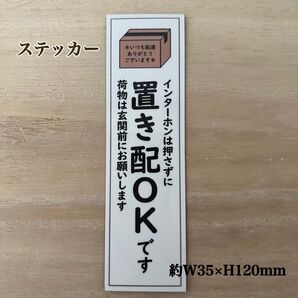 ステッカー
※いつも配達
ありがとう
ございます※
インターホンは押さずに
置き配OKです
荷物は玄関前にお願いします
約W35×H120mm